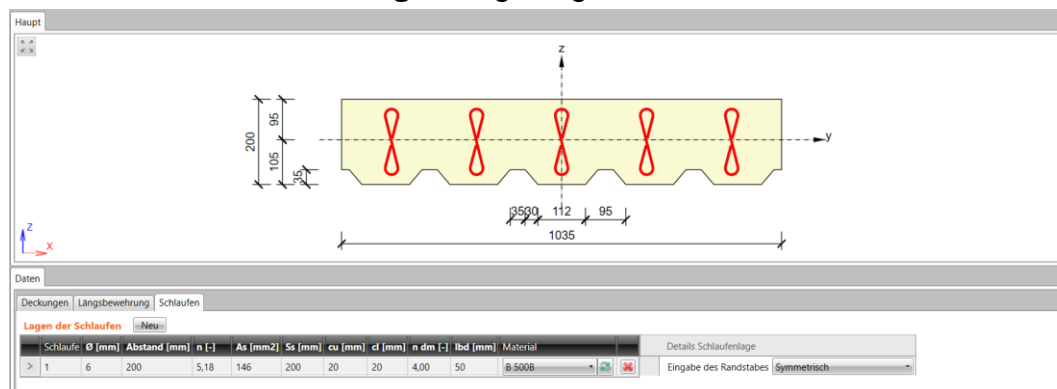 Haupt
z
y
200
95
105
35
35 30 112 95
1035
Z
X
Daten
Deckungen Längsbewehrung Schlaufen
Lagen der Schlaufen Neu
Schlaufe Ø [mm] Abstand [mm] n [-] As [mm2] Ss [mm] cu [mm] cl [mm] n dm [-] lbd [mm] Material
> 1 6 200 5,18 146 200 20 20 4,00 50 B 500B
Details Schlaufenlage
Eingabe des Randstabes Symmetrisch